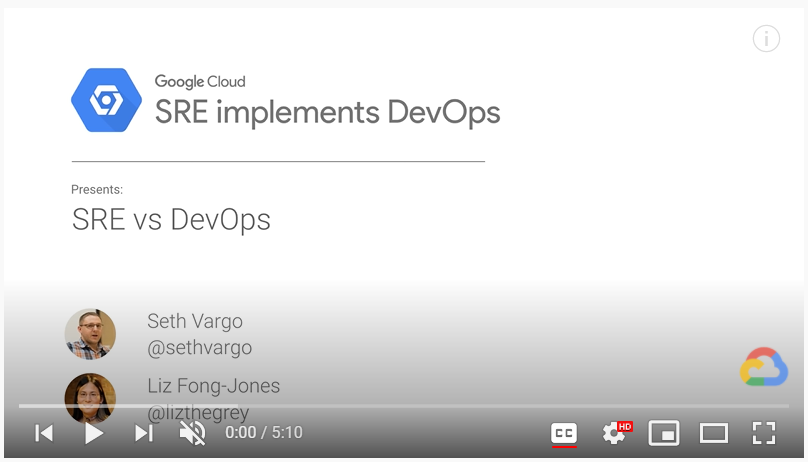 Google Cloud
SRE implements DevOps
Presents:
SRE vs DevOps
Seth Vargo
@sethvargo
Liz Fong-Jones
@lizthegrey
0:00 / 5:10
CC
HD